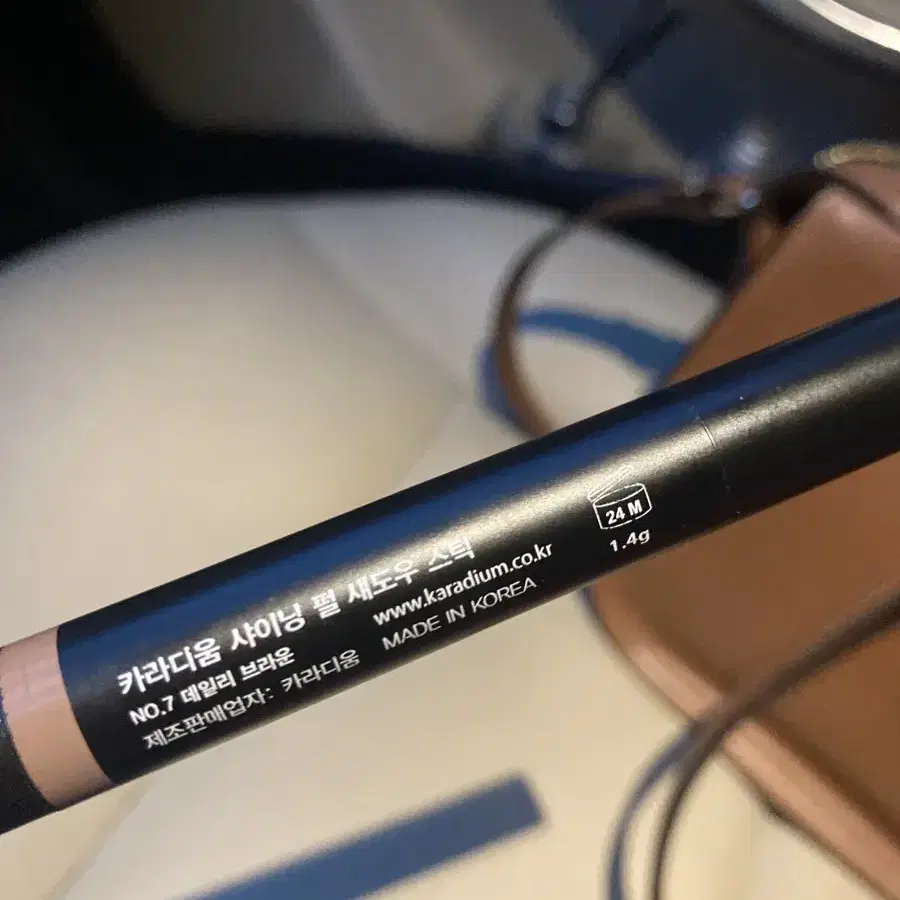 카라디움 샤이닝 펄 섀도우 스틱
NO.7 데일리 브라운
www.karadium.co.kr
제조판매업자: 카라디움
MADE IN KOREA
24 M
1.4g